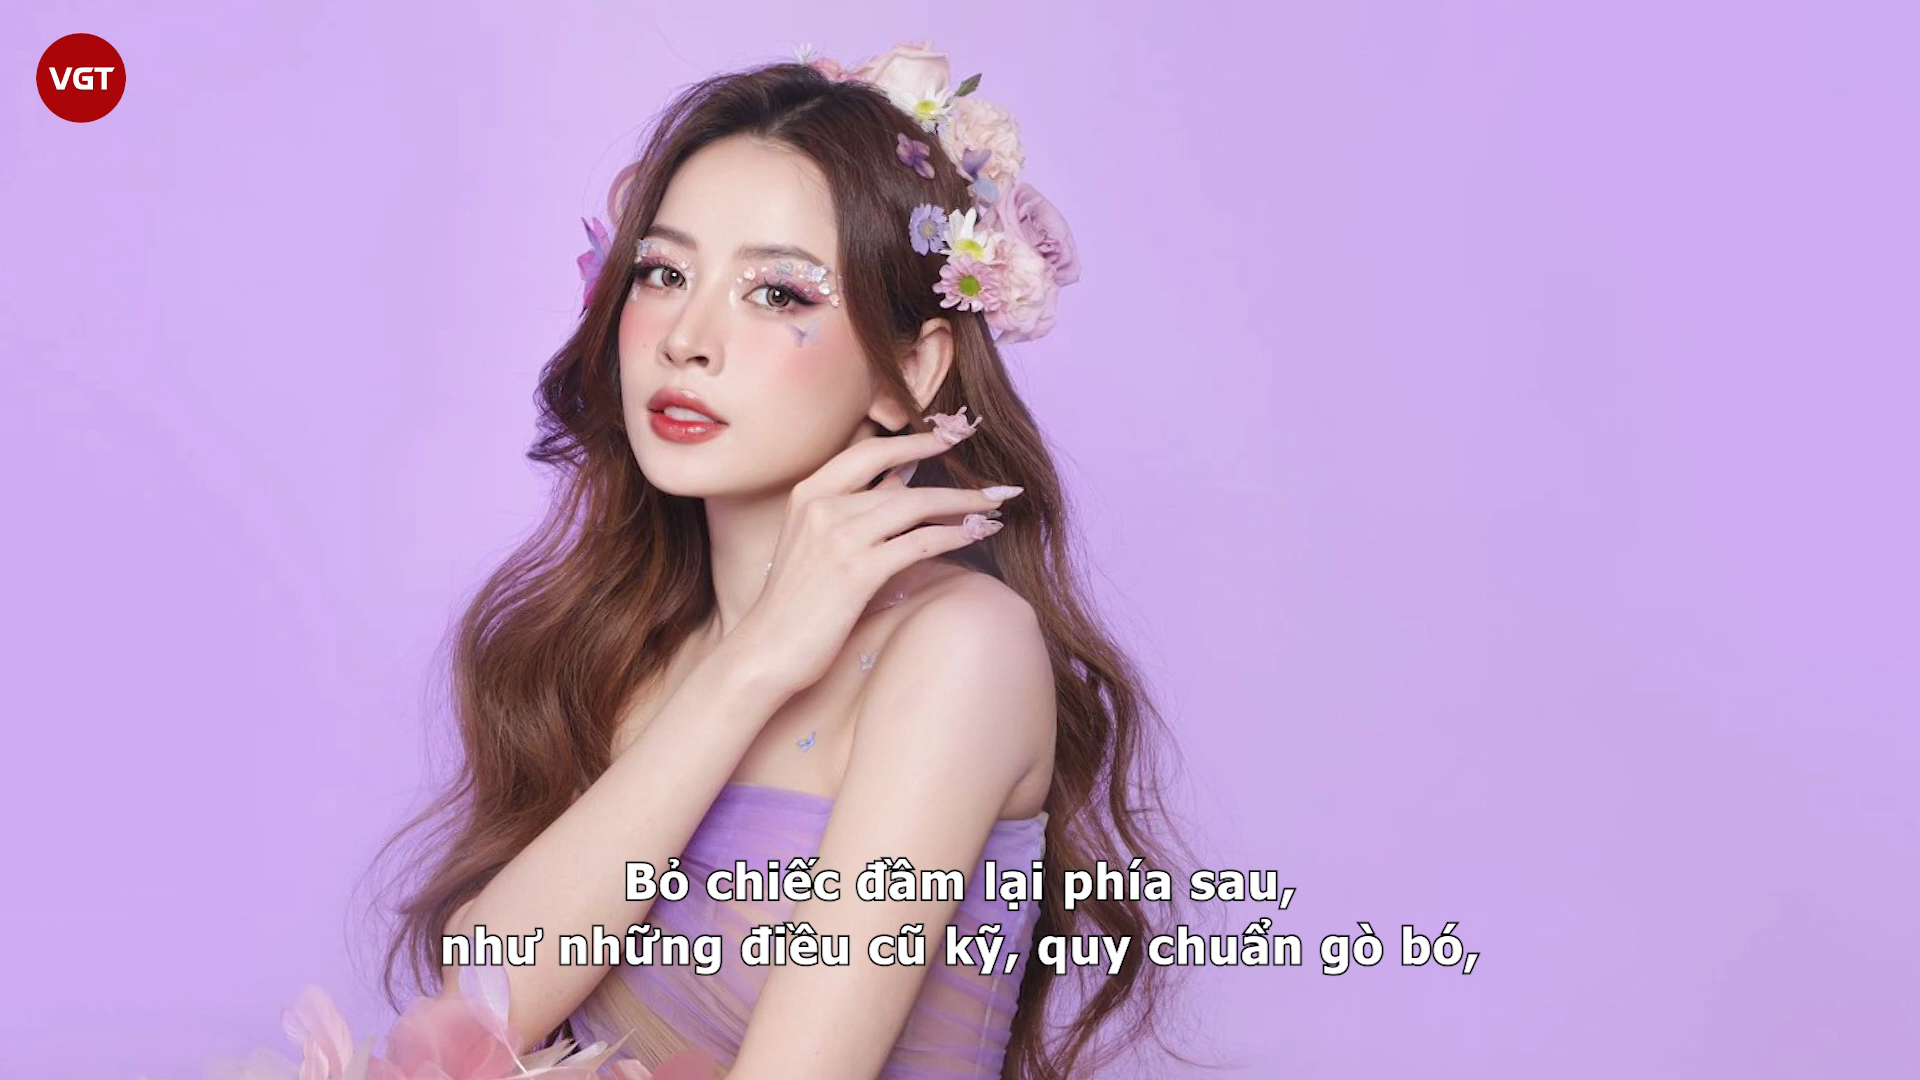 VGT
Bỏ chiếc đầm lại phía sau,
như những điều cũ kỹ, quy chuẩn gò bó,